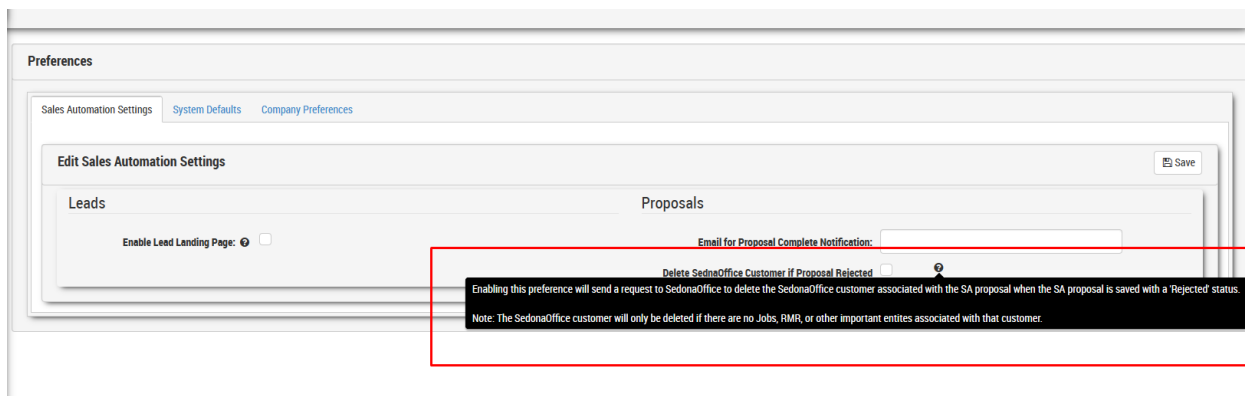 Preferences
Sales Automation Settings System Defaults Company Preferences
Edit Sales Automation Settings
Save
Leads
Proposals
Enable Lead Landing Page:
Email for Proposal Complete Notification:
Delete SednaOffice Customer if Proposal Rejected
Enabling this preference will send a request to SedonaOffice to delete the SedonaOffice customer associated with the SA proposal when the SA proposal is saved with a 'Rejected' status.
Note: The SedonaOffice customer will only be deleted if there are no Jobs, RMR, or other important entites associated with that customer.